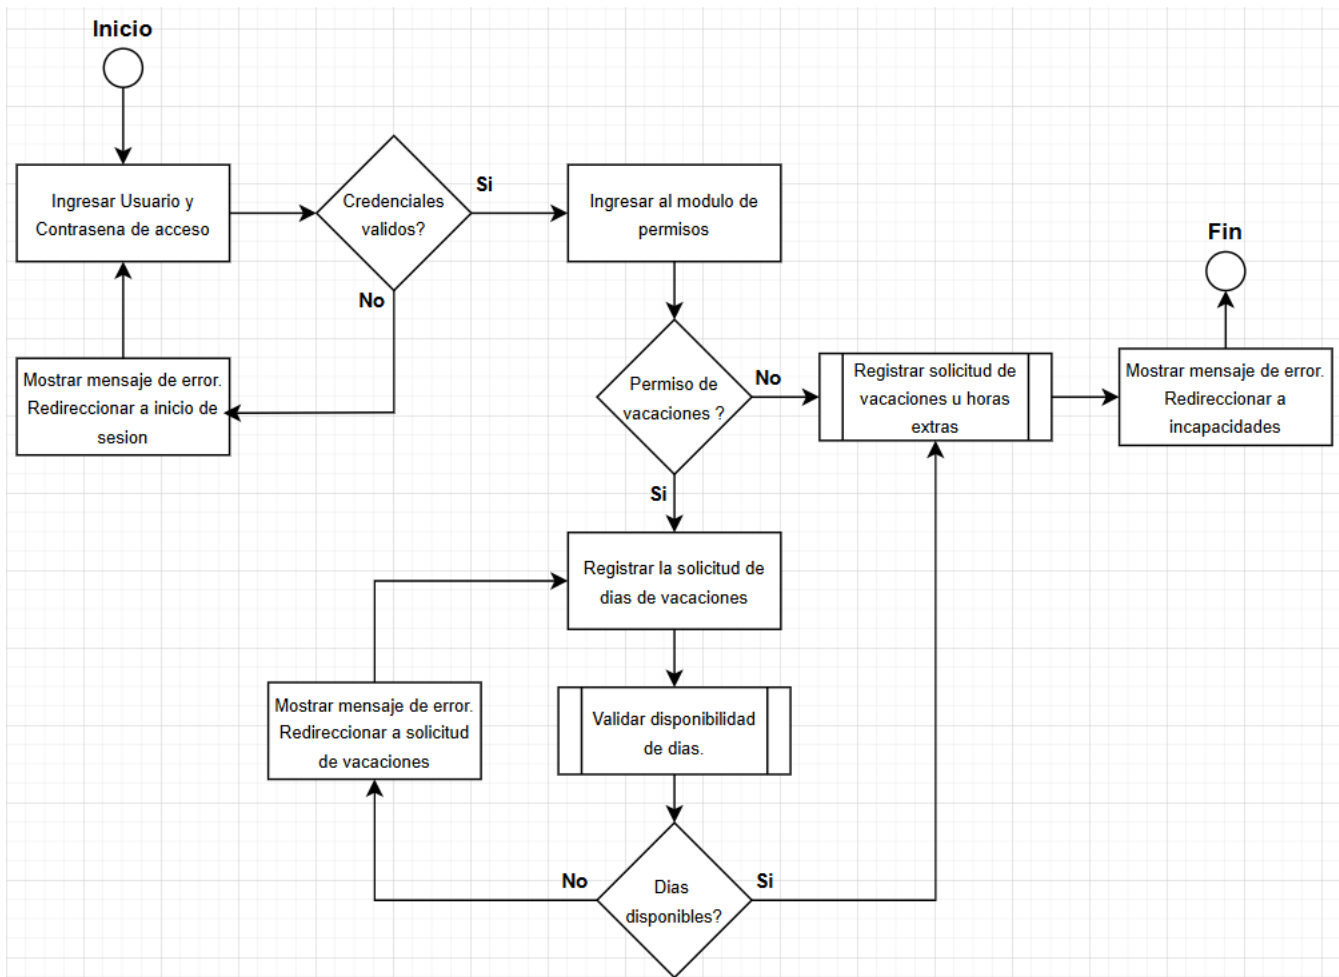 Inicio
Ingresar Usuario y
Contrasena de acceso
Credenciales
validos?
Si
No
Ingresar al modulo de
permisos
Fin
Mostrar mensaje de error.
Redireccionar a inicio de
sesion
Permiso de
vacaciones ?
No
Si
Registrar solicitud de
vacaciones u horas
extras
Mostrar mensaje de error.
Redireccionar a
incapacidades
Registrar la solicitud de
dias de vacaciones
Mostrar mensaje de error.
Redireccionar a solicitud
de vacaciones
Validar disponibilidad
de dias.
No
Dias
disponibles?
Si